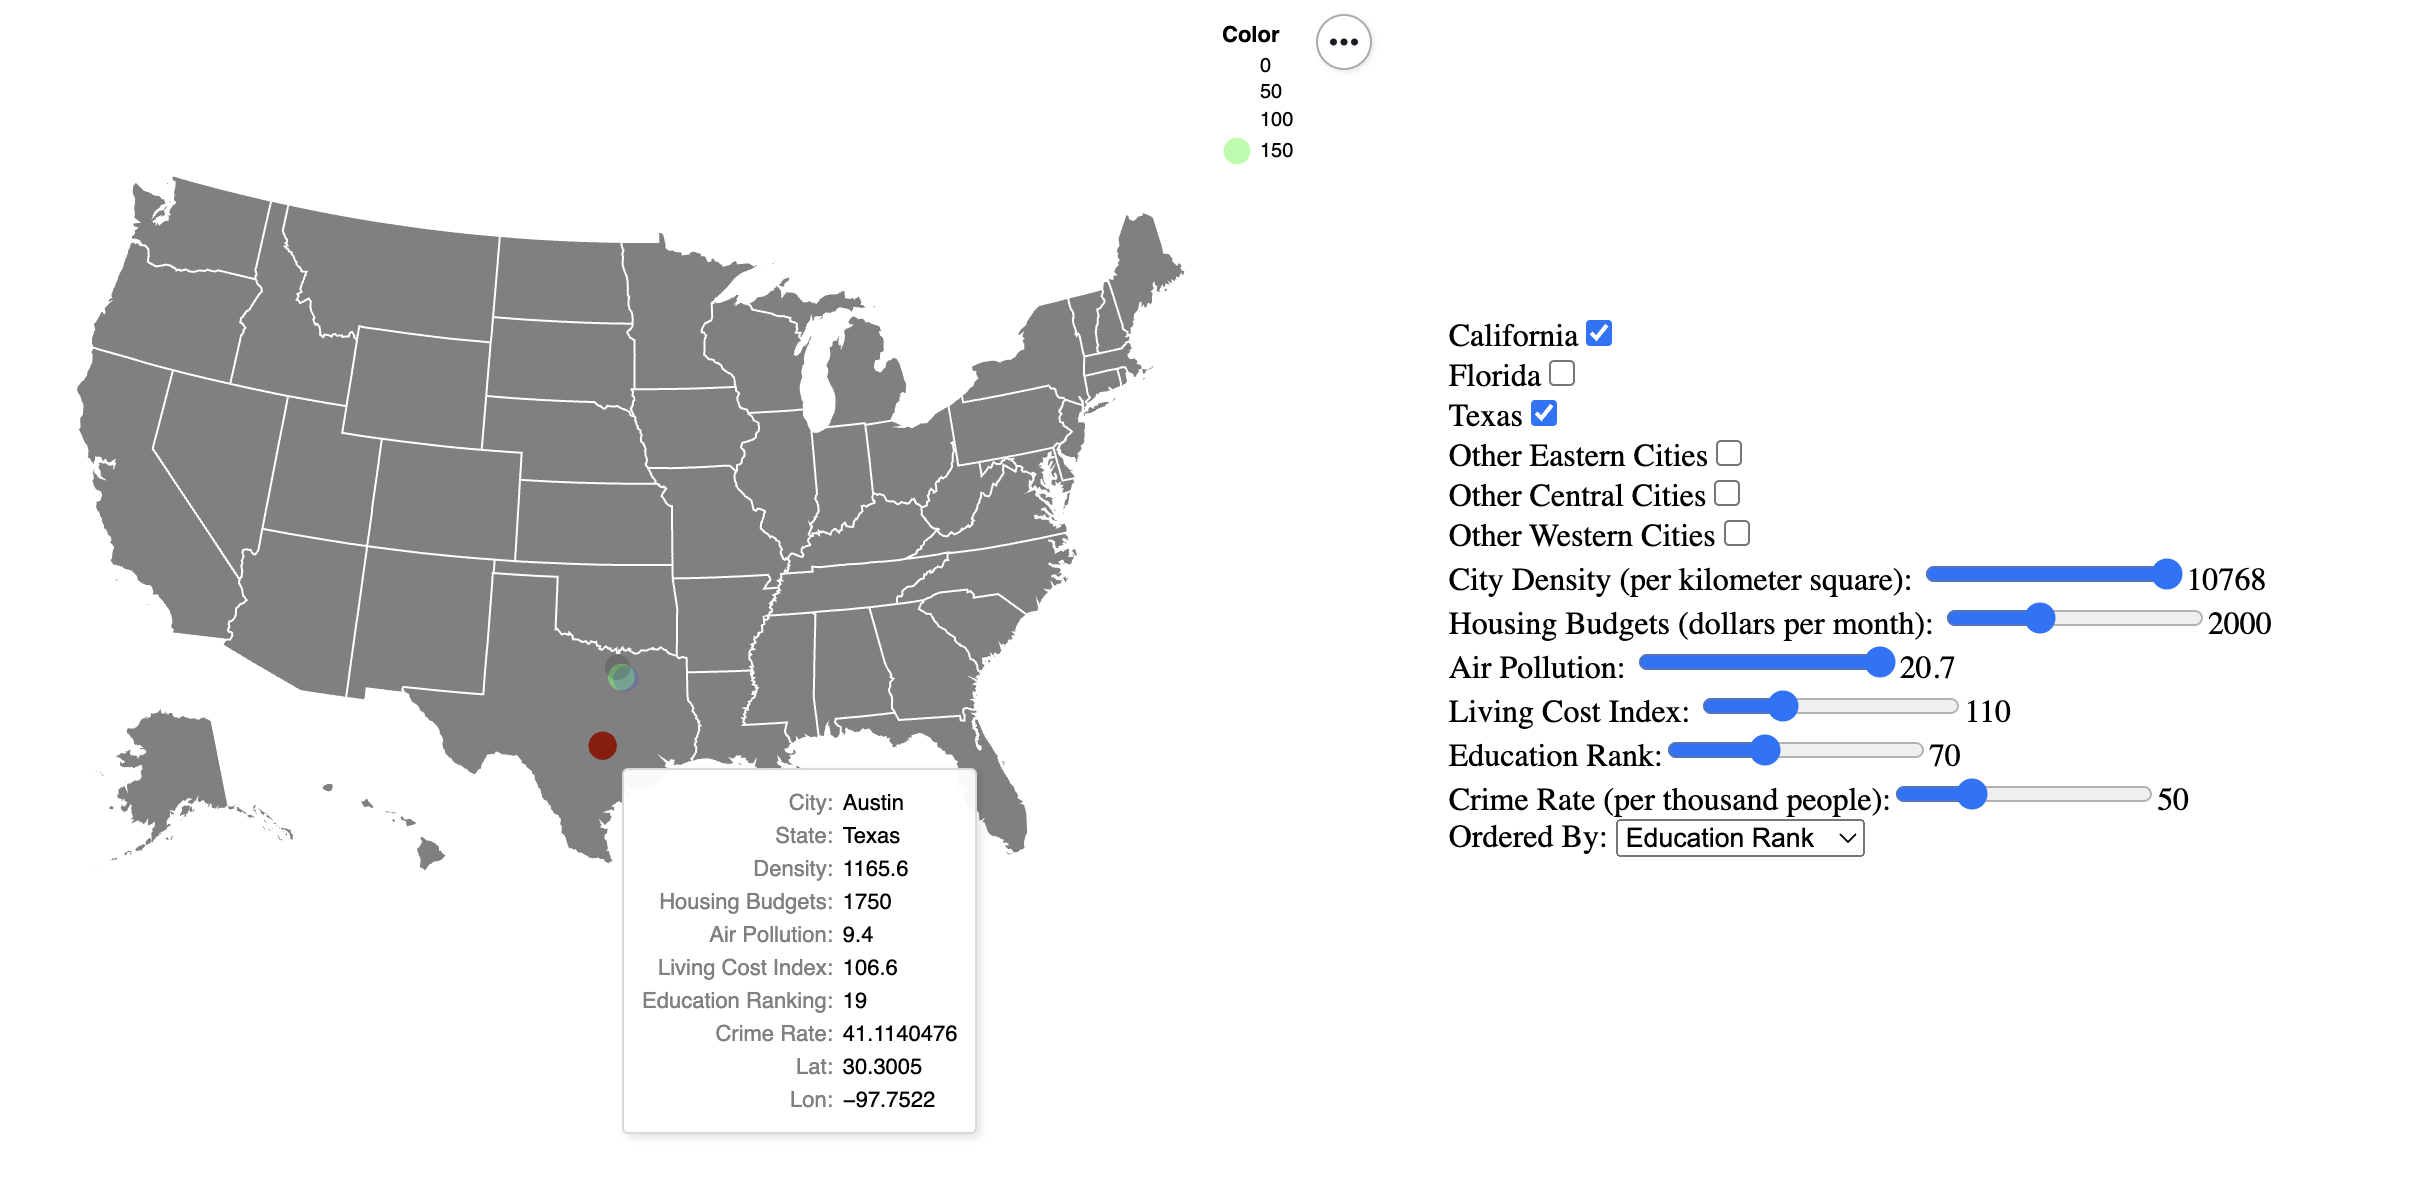 Color
0
50
100
150
California
Florida
Texas
Other Eastern Cities
Other Central Cities
Other Western Cities
City Density (per kilometer square): 10768
Housing Budgets (dollars per month): 2000
Air Pollution: 20.7
Living Cost Index: 110
Education Rank: 70
Crime Rate (per thousand people): 50
Ordered By: Education Rank
City: Austin
State: Texas
Density: 1165.6
Housing Budgets: 1750
Air Pollution: 9.4
Living Cost Index: 106.6
Education Ranking: 19
Crime Rate: 41.1140476
Lat: 30.3005
Lon: −97.7522